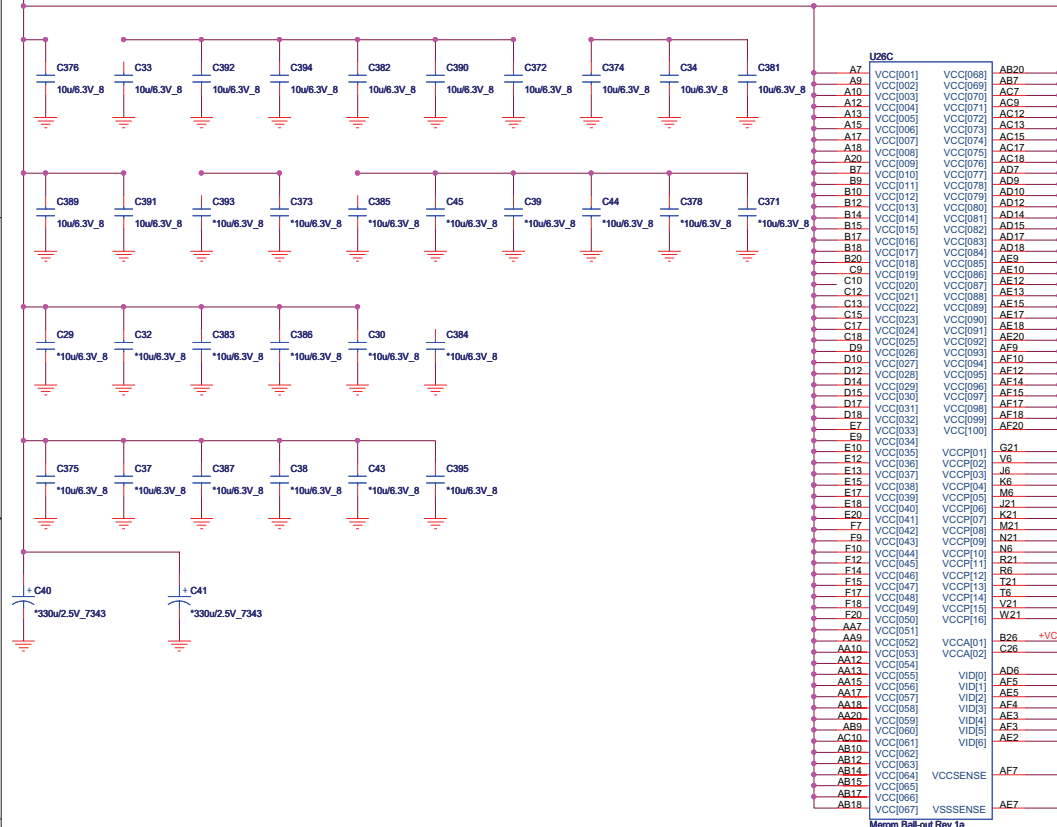 C376 C33 C392 C394 C382 C390 C372 C374 C34 C381
10u/6.3V_8 10u/6.3V_8 10u/6.3V_8 10u/6.3V_8 10u/6.3V_8 10u/6.3V_8 10u/6.3V_8 10u/6.3V_8 10u/6.3V_8 10u/6.3V_8
C389 C391 C393 C373 C385 C45 C39 C44 C378 C371
10u/6.3V_8 10u/6.3V_8 *10u/6.3V_8 *10u/6.3V_8 *10u/6.3V_8 *10u/6.3V_8 *10u/6.3V_8 *10u/6.3V_8 *10u/6.3V_8 *10u/6.3V_8
C29 C32 C383 C386 C30 C384
*10u/6.3V_8 *10u/6.3V_8 *10u/6.3V_8 *10u/6.3V_8 *10u/6.3V_8 *10u/6.3V_8
C375 C37 C387 C38 C43 C395
*10u/6.3V_8 *10u/6.3V_8 *10u/6.3V_8 *10u/6.3V_8 *10u/6.3V_8 *10u/6.3V_8
+ C40 + C41
*330u/2.5V_7343 *330u/2.5V_7343
U26C
A7 VCC[001] VCC[068] AB20
A9 VCC[002] VCC[069] AB7
A10 VCC[003] VCC[070] AC7
A12 VCC[004] VCC[071] AC9
A13 VCC[005] VCC[072] AC12
A15 VCC[006] VCC[073] AC13
A17 VCC[007] VCC[074] AC15
A18 VCC[008] VCC[075] AC17
A20 VCC[009] VCC[076] AC18
B7 VCC[010] VCC[077] AD7
B9 VCC[011] VCC[078] AD9
B10 VCC[012] VCC[079] AD10
B12 VCC[013] VCC[080] AD12
B14 VCC[014] VCC[081] AD14
B15 VCC[015] VCC[082] AD15
B17 VCC[016] VCC[083] AD17
B18 VCC[017] VCC[084] AD18
B20 VCC[018] VCC[085] AE9
C9 VCC[019] VCC[086] AE10
C10 VCC[020] VCC[087] AE12
C12 VCC[021] VCC[088] AE13
C13 VCC[022] VCC[089] AE15
C15 VCC[023] VCC[090] AE17
C17 VCC[024] VCC[091] AE18
C18 VCC[025] VCC[092] AE20
D9 VCC[026] VCC[093] AF9
D10 VCC[027] VCC[094] AF10
D12 VCC[028] VCC[095] AF12
D14 VCC[029] VCC[096] AF14
D15 VCC[030] VCC[097] AF15
D17 VCC[031] VCC[098] AF17
D18 VCC[032] VCC[099] AF18
E7 VCC[033] VCC[100] AF20
E9 VCC[034]
E10 VCC[035] VCCP[01] G21
E12 VCC[036] VCCP[02] V6
E13 VCC[037] VCCP[03] J6
E15 VCC[038] VCCP[04] K6
E17 VCC[039] VCCP[05] M6
E18 VCC[040] VCCP[06] J21
E20 VCC[041] VCCP[07] K21
F7 VCC[042] VCCP[08] M21
F9 VCC[043] VCCP[09] N21
F10 VCC[044] VCCP[10] N6
F12 VCC[045] VCCP[11] R21
F14 VCC[046] VCCP[12] R6
F15 VCC[047] VCCP[13] T21
F17 VCC[048] VCCP[14] T6
F18 VCC[049] VCCP[15] V21
F20 VCC[050] VCCP[16] W21
AA7 VCC[051]
AA9 VCC[052] VCCA[01] B26 +VC
AA10 VCC[053] VCCA[02] C26
AA12 VCC[054]
AA13 VCC[055] VID[0] AD6
AA15 VCC[056] VID[1] AF5
AA17 VCC[057] VID[2] AE5
AA18 VCC[058] VID[3] AF4
AA20 VCC[059] VID[4] AE3
AB9 VCC[060] VID[5] AF3
AC10 VCC[061] VID[6] AE2
AB10 VCC[062]
AB12 VCC[063]
AB14 VCC[064] VCCSENSE AF7
AB15 VCC[065]
AB17 VCC[066]
AB18 VCC[067] VSSSENSE AE7
Merom Ball-out Rev 1a